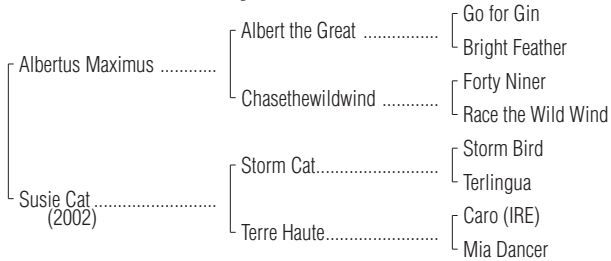 Go for Gin
Albert the Great ................
Bright Feather
Albertus Maximus ............
Forty Niner
Chasethewildwind ............
Race the Wild Wind
Storm Bird
Storm Cat..........................
Terlingua
Susie Cat ..........................
(2002)
Caro (IRE)
Terre Haute........................
Mia Dancer